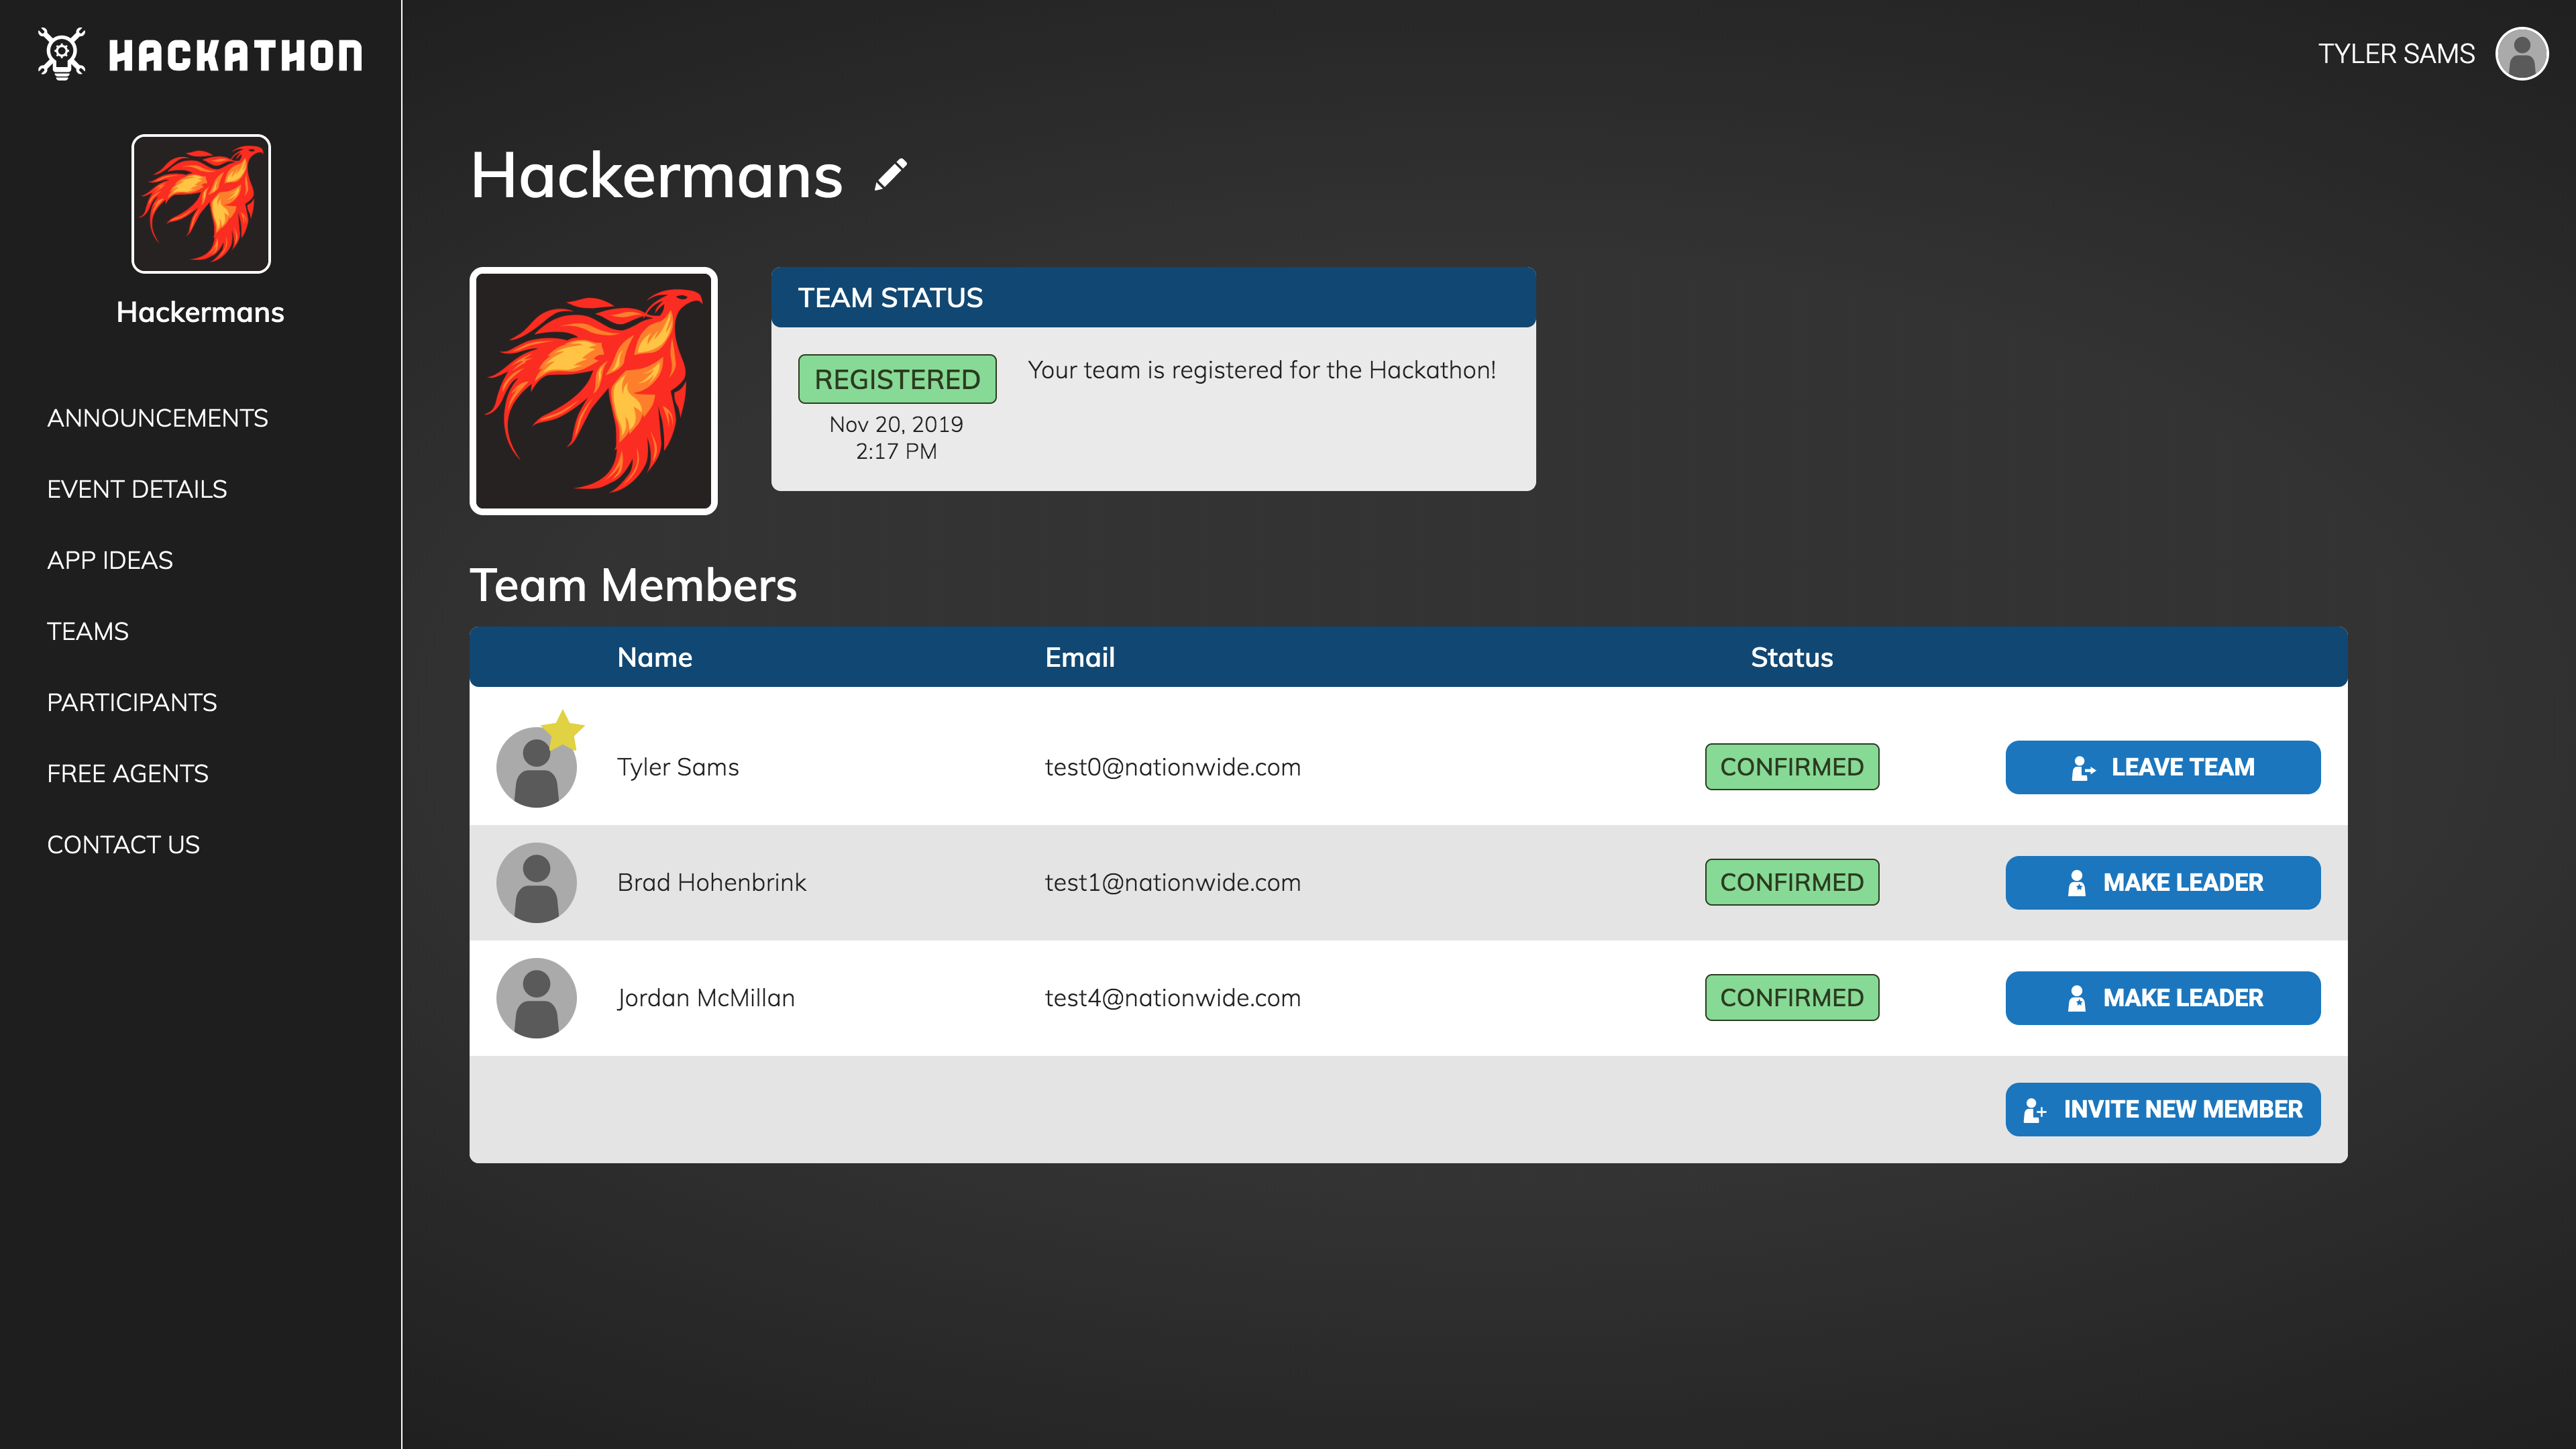 HACKATHON
TYLER SAMS
Hackermans
ANNOUNCEMENTS
EVENT DETAILS
APP IDEAS
TEAMS
PARTICIPANTS
FREE AGENTS
CONTACT US
Hackermans
TEAM STATUS
REGISTERED
Nov 20, 2019
2:17 PM
Your team is registered for the Hackathon!
Team Members
Name Email Status
Tyler Sams test0@nationwide.com CONFIRMED LEAVE TEAM
Brad Hohenbrink test1@nationwide.com CONFIRMED MAKE LEADER
Jordan McMillan test4@nationwide.com CONFIRMED MAKE LEADER
INVITE NEW MEMBER